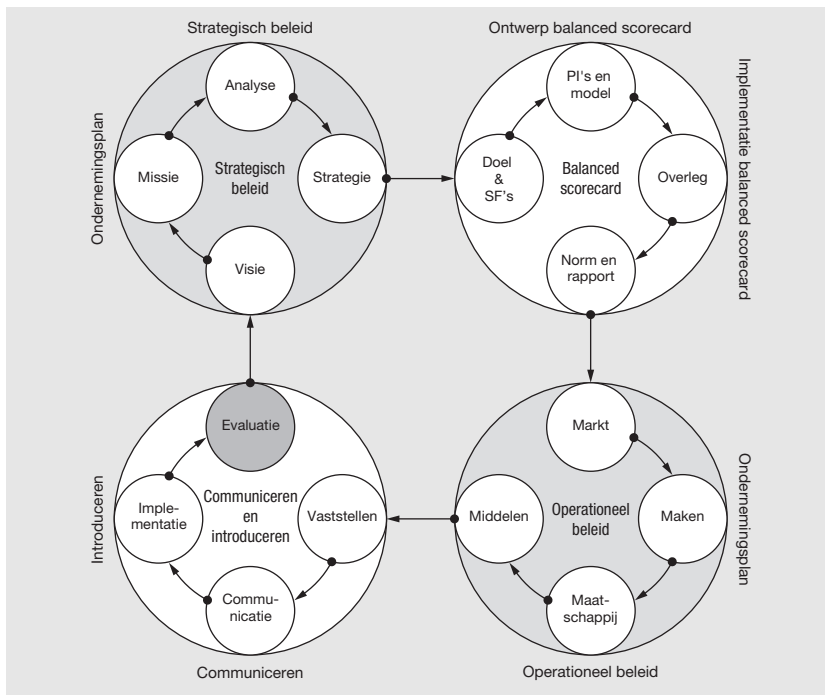 Strategisch beleid
Ontwerp balanced scorecard
Ondernemingsplan
Analyse
Missie
Strategisch
beleid
Strategie
Visie
PI's en
model
Doel
&
SF's
Balanced
scorecard
Overleg
Norm en
rapport
Implementatie balanced scorecard
Introduceren
Evaluatie
Imple-
mentatie
Communiceren
en
introduceren
Vaststellen
Commu-
nicatie
Markt
Middelen
Operationeel
beleid
Maken
Maat-
schappij
Ondernemingsplan
Communiceren
Operationeel beleid